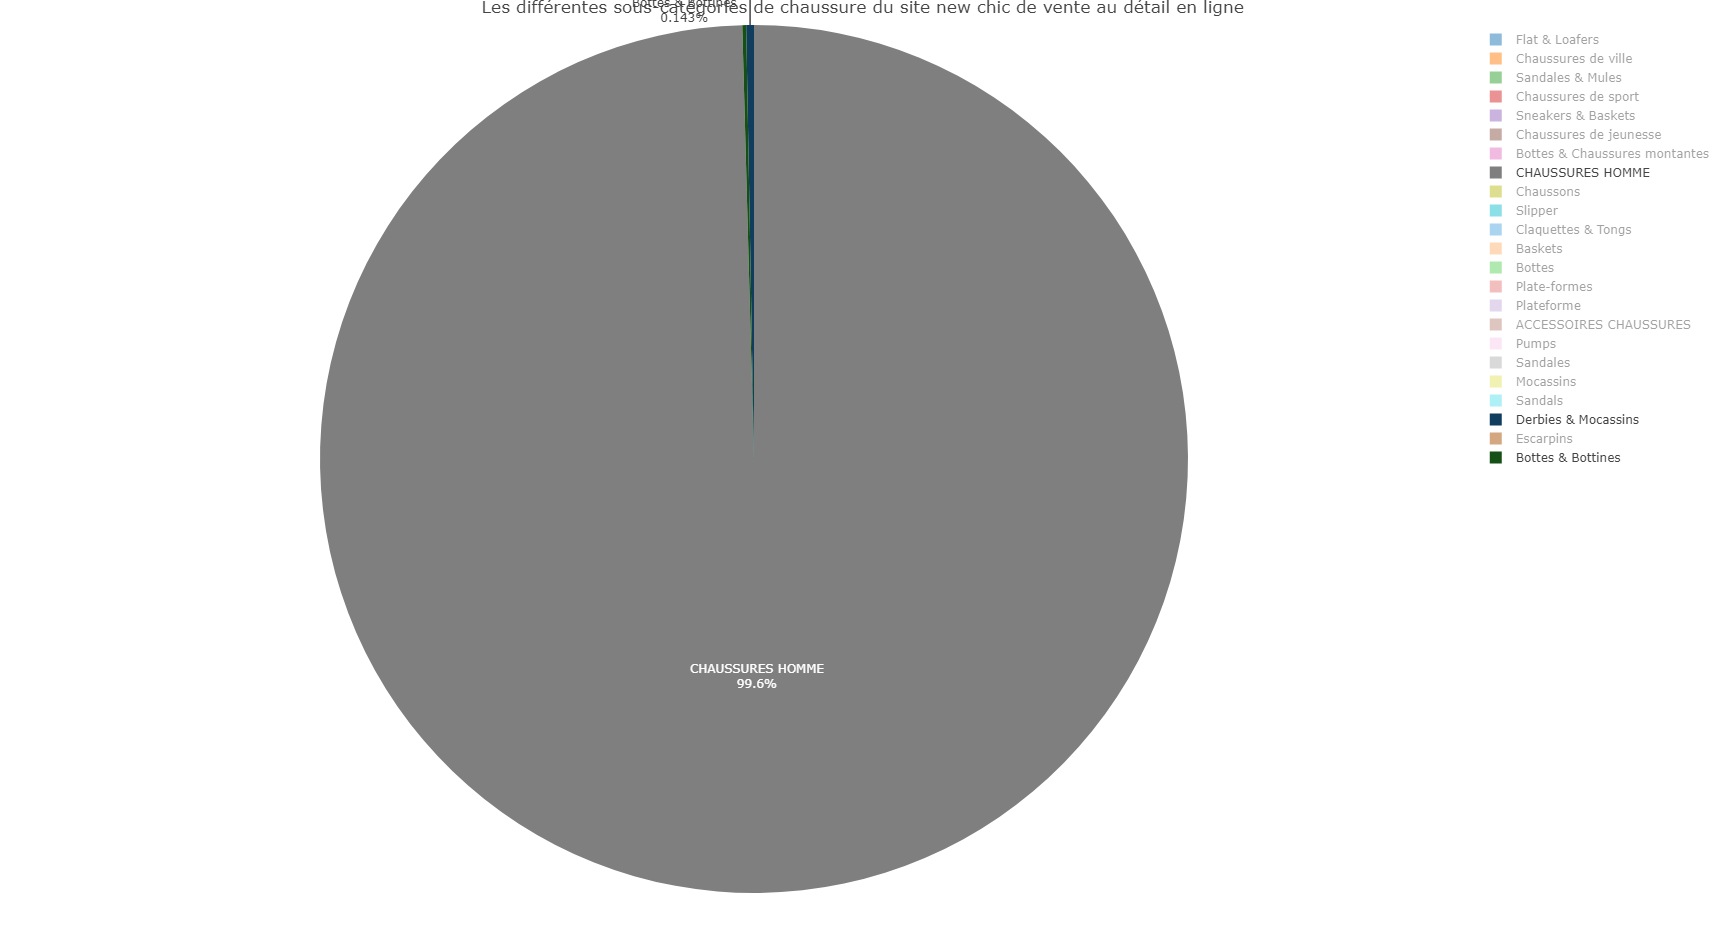 Bottes & Bottines
0.143%
Les différentes sous-catégories de chaussure du site new chic de vente au détail en ligne
CHAUSSURES HOMME
99.6%
Flat & Loafers
Chaussures de ville
Sandales & Mules
Chaussures de sport
Sneakers & Baskets
Chaussures de jeunesse
Bottes & Chaussures montantes
CHAUSSURES HOMME
Chaussons
Slipper
Claquettes & Tongs
Baskets
Bottes
Plate-formes
Plateforme
ACCESSOIRES CHAUSSURES
Pumps
Sandales
Mocassins
Sandals
Derbies & Mocassins
Escarpins
Bottes & Bottines